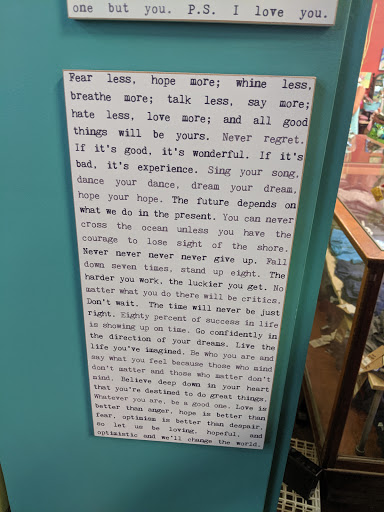 one but you. P.S. I love you.
Fear less, hope more; whine less,
breathe more; talk less, say more;
hate less, love more; and all good
things will be yours. Never regret.
If it's good, it's wonderful. If it's
bad, it's experience. Sing your song,
dance your dance, dream your dream,
hope your hope. The future depends on
what we do in the present. You can never
cross the ocean unless you have the
courage to lose sight of the shore.
Never never never never give up. Fall
down seven times, stand up eight. The
harder you work, the luckier you get. No
matter what you do there will be critics.
Don't wait. The time will never be just
right. Eighty percent of success in life
is showing up on time. Go confidently in
the direction of your dreams. Live the
life you've imagined. Be who you are and
say what you feel because those who mind
don't matter and those who matter don't
mind. Believe deep down in your heart
that you're destined to do great things.
Whatever you are, be a good one. Love is
better than anger, hope is better than
fear, optimism is better than despair,
so let us be loving, hopeful, and
optimistic and we'll change the world.